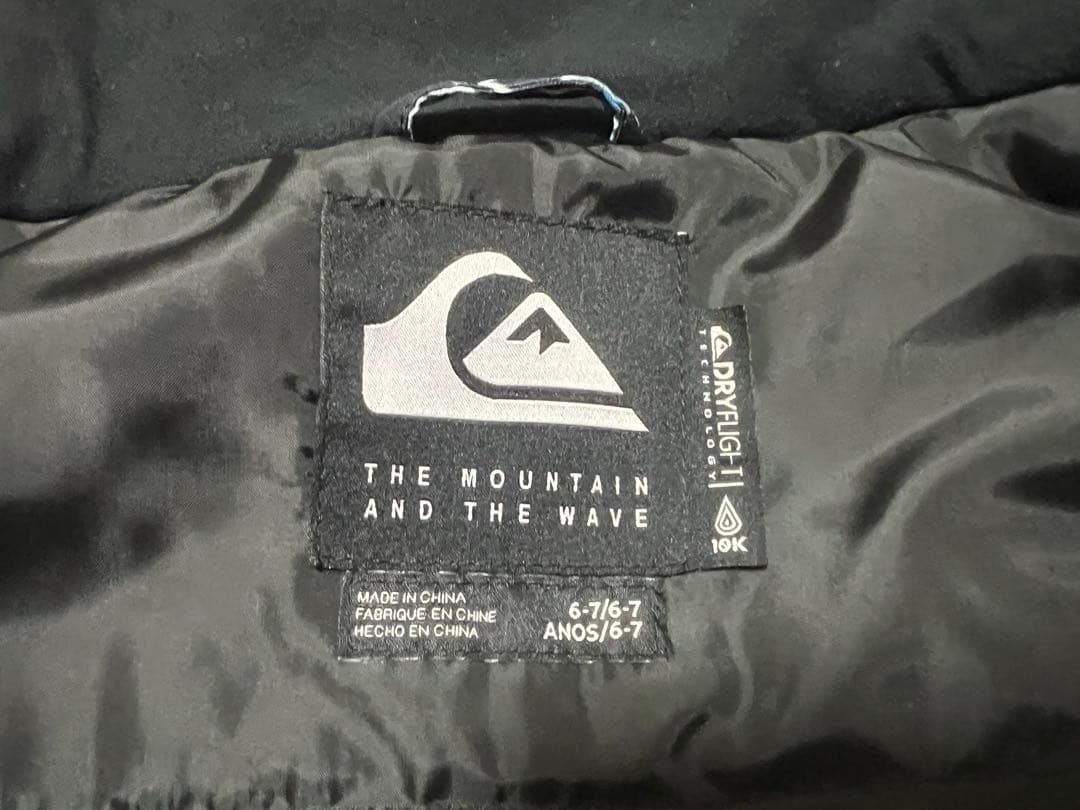 THE MOUNTAIN
AND THE WAVE
DRYFLIGHT
TECHNOLOGY
10K
MADE IN CHINA
FABRIQUE EN CHINE
HECHO EN CHINA
6-7/6-7
ANOS/6-7